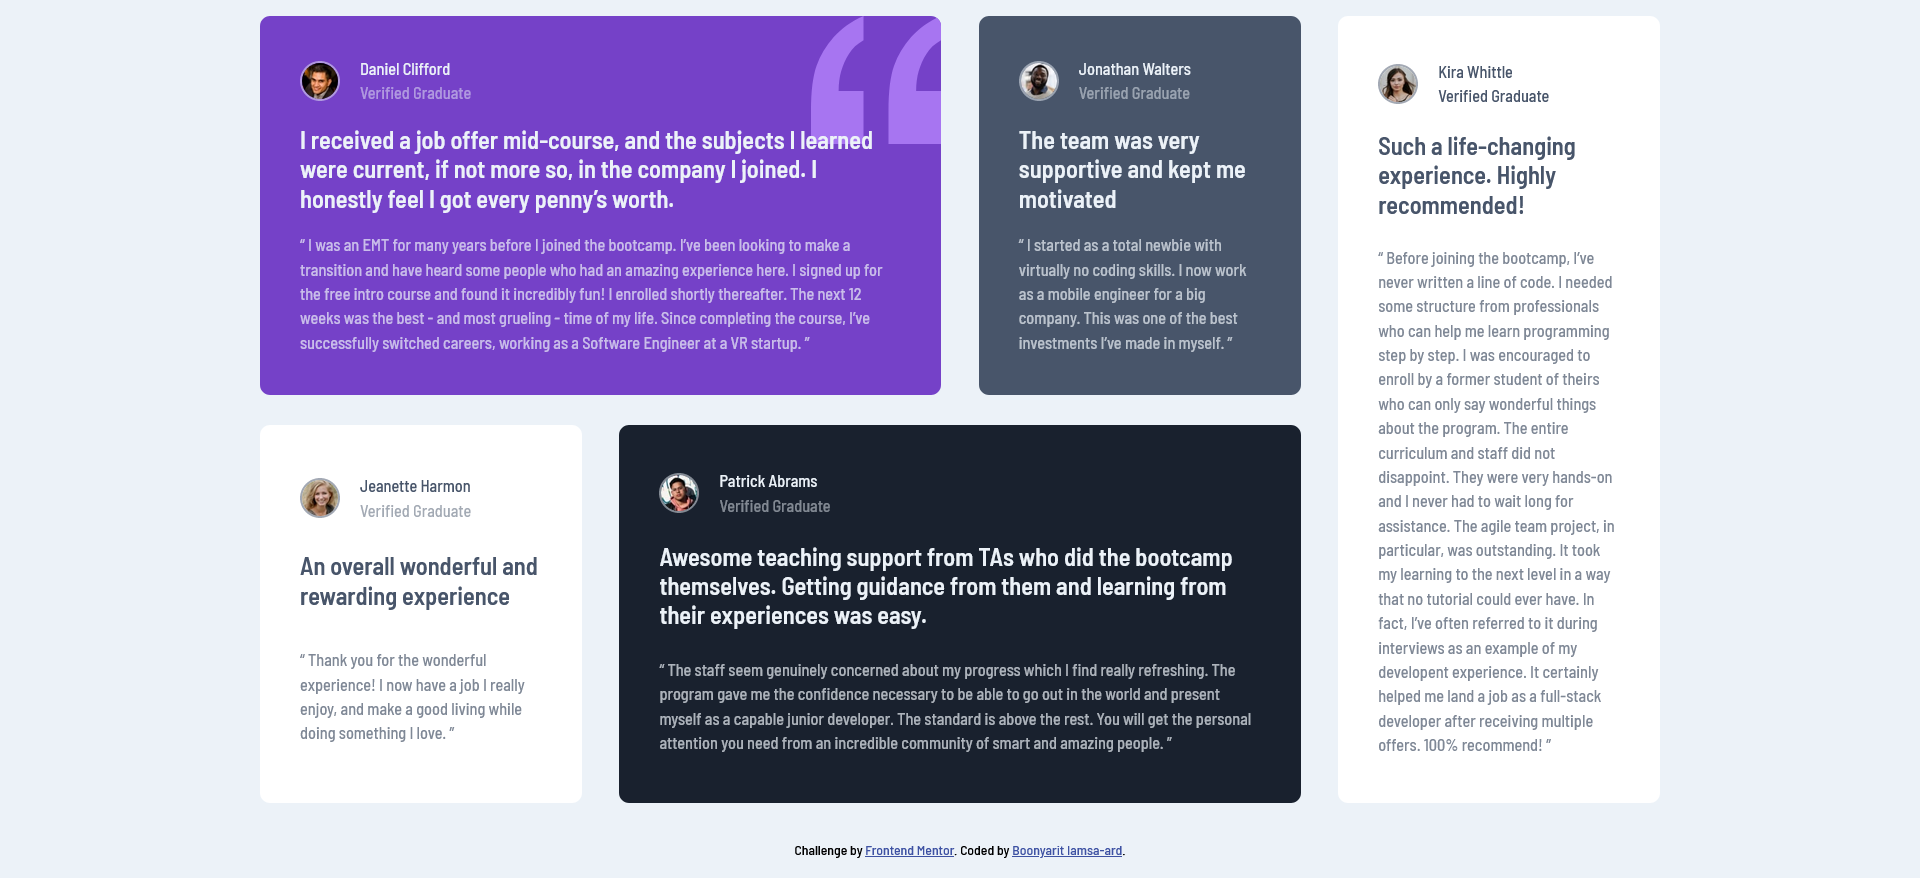 Daniel Clifford
Verified Graduate
I received a job offer mid-course, and the subjects I learned
were current, if not more so, in the company I joined. I
honestly feel I got every penny’s worth.
“ I was an EMT for many years before I joined the bootcamp. I’ve been looking to make a
transition and have heard some people who had an amazing experience here. I signed up for
the free intro course and found it incredibly fun! I enrolled shortly thereafter. The next 12
weeks was the best - and most grueling - time of my life. Since completing the course, I’ve
successfully switched careers, working as a Software Engineer at a VR startup. ”
Jonathan Walters
Verified Graduate
The team was very
supportive and kept me
motivated
“ I started as a total newbie with
virtually no coding skills. I now work
as a mobile engineer for a big
company. This was one of the best
investments I’ve made in myself. ”
Kira Whittle
Verified Graduate
Such a life-changing
experience. Highly
recommended!
“ Before joining the bootcamp, I’ve
never written a line of code. I needed
some structure from professionals
who can help me learn programming
step by step. I was encouraged to
enroll by a former student of theirs
who can only say wonderful things
about the program. The entire
curriculum and staff did not
disappoint. They were very hands-on
and I never had to wait long for
assistance. The agile team project, in
particular, was outstanding. It took
my learning to the next level in a way
that no tutorial could ever have. In
fact, I’ve often referred to it during
interviews as an example of my
developent experience. It certainly
helped me land a job as a full-stack
developer after receiving multiple
offers. 100% recommend! ”
Jeanette Harmon
Verified Graduate
An overall wonderful and
rewarding experience
“ Thank you for the wonderful
experience! I now have a job I really
enjoy, and make a good living while
doing something I love. ”
Patrick Abrams
Verified Graduate
Awesome teaching support from TAs who did the bootcamp
themselves. Getting guidance from them and learning from
their experiences was easy.
“ The staff seem genuinely concerned about my progress which I find really refreshing. The
program gave me the confidence necessary to be able to go out in the world and present
myself as a capable junior developer. The standard is above the rest. You will get the personal
attention you need from an incredible community of smart and amazing people. ”
Challenge by Frontend Mentor. Coded by Boonyarit Iamsa-ard.